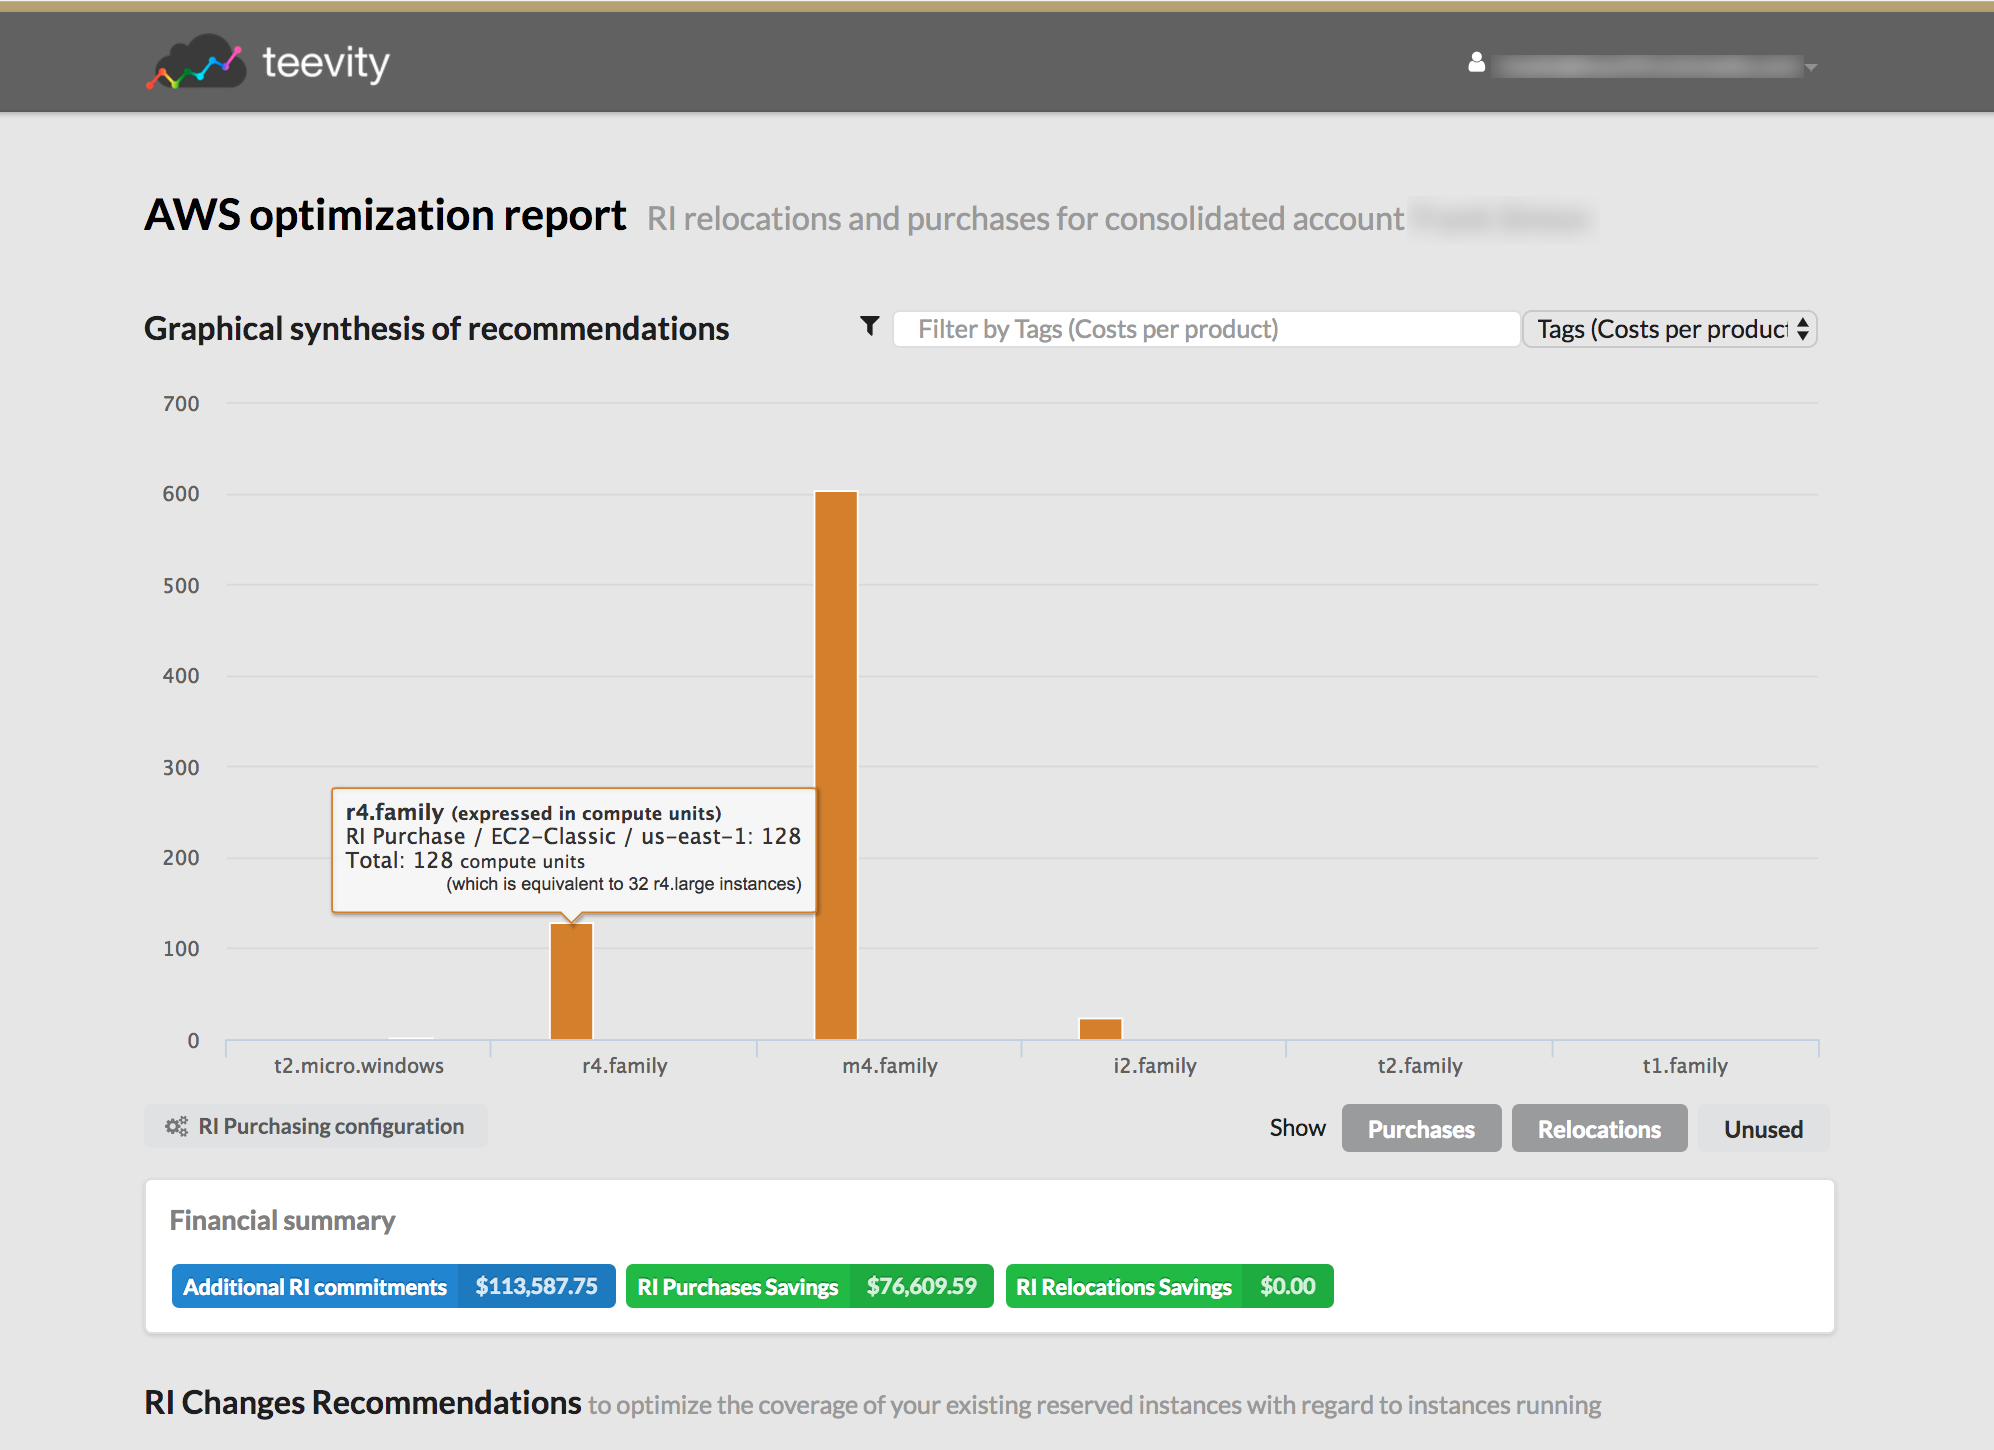 teevity
AWS optimization report RI relocations and purchases for consolidated account
Graphical synthesis of recommendations
Filter by Tags (Costs per product)
Tags (Costs per product
700
600
500
400
300
200
100
0
r4.family (expressed in compute units)
RI Purchase / EC2-Classic / us-east-1: 128
Total: 128 compute units
(which is equivalent to 32 r4.large instances)
t2.micro.windows r4.family m4.family i2.family t2.family t1.family
RI Purchasing configuration
Show Purchases Relocations Unused
Financial summary
Additional RI commitments $113,587.75 RI Purchases Savings $76,609.59 RI Relocations Savings $0.00
RI Changes Recommendations to optimize the coverage of your existing reserved instances with regard to instances running